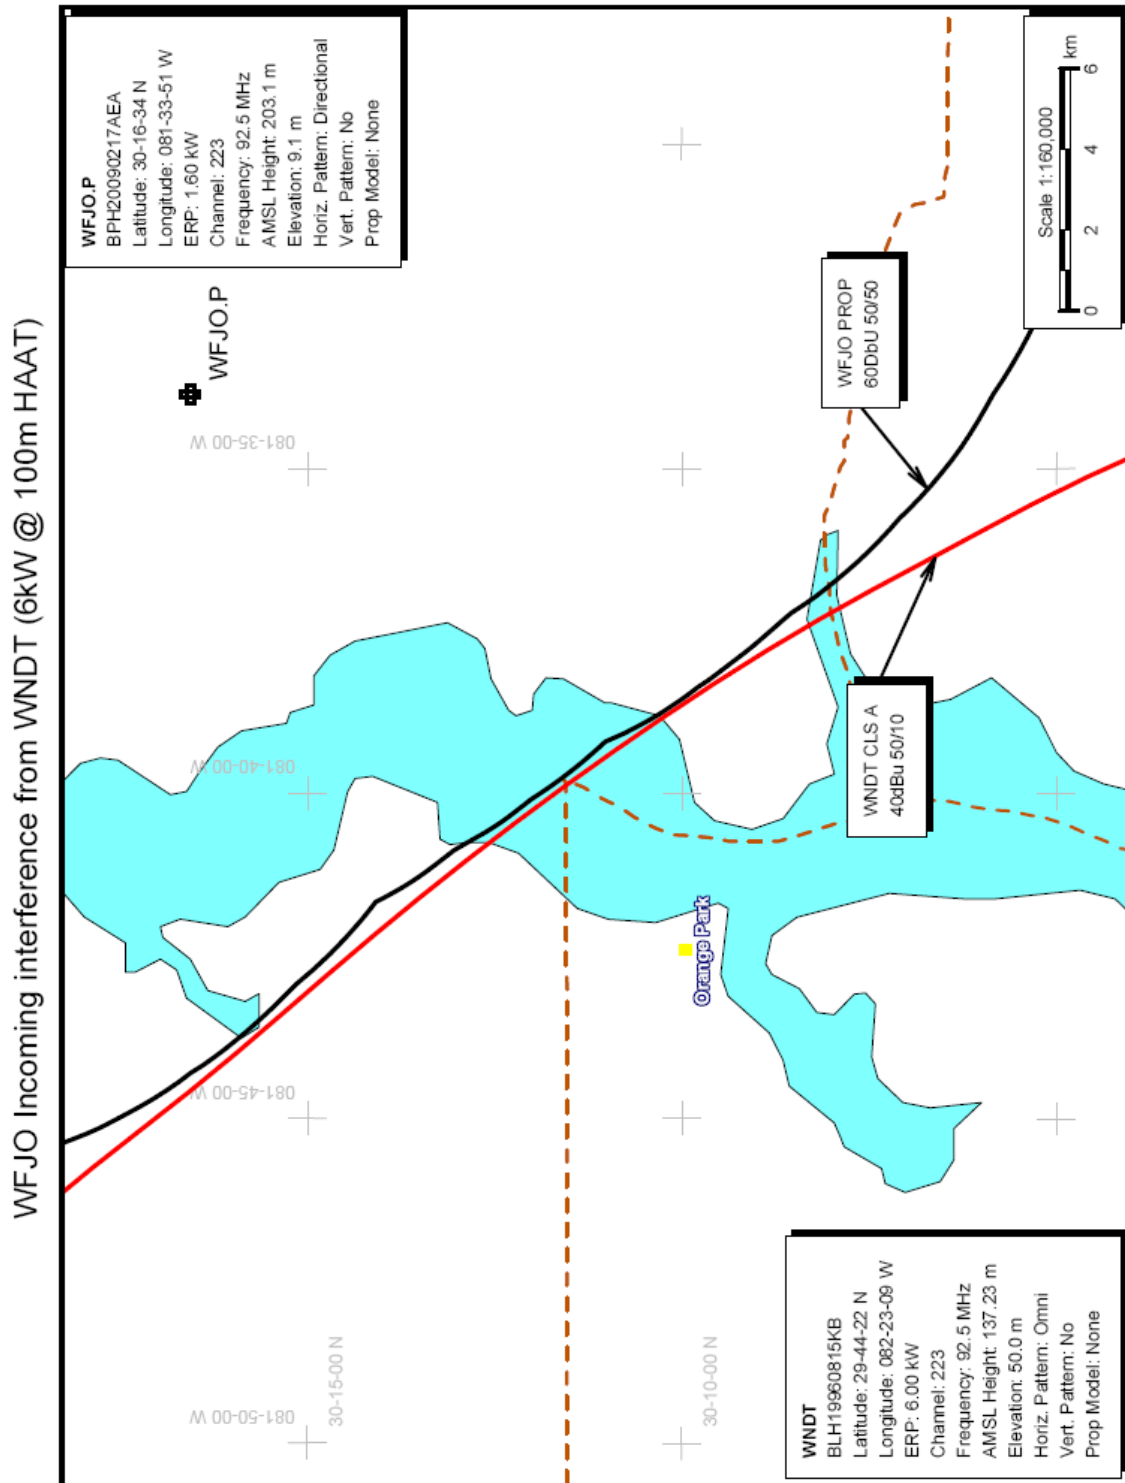 WFJO Incoming interference from WNDT (6kW @ 100m HAAT)
WFJO.P
BPH20090217AEA
Latitude: 30-16-34 N
Longitude: 081-33-51 W
ERP: 1.60 kW
Channel: 223
Frequency: 92.5 MHz
AMSL Height: 203.1 m
Elevation: 9.1 m
Horiz. Pattern: Directional
Vert. Pattern: No
Prop Model: None
WFJO.P
081-50-00 W
081-45-00 W
081-40-00 W
081-35-00 W
30-15-00 N
30-10-00 N
Orange Park
WNDT CLS A
40dBu 50/10
WFJO PROP
60DbU 50/50
WNDT
BLH19960815KB
Latitude: 29-44-22 N
Longitude: 082-23-09 W
ERP: 6.00 kW
Channel: 223
Frequency: 92.5 MHz
AMSL Height: 137.23 m
Elevation: 50.0 m
Horiz. Pattern: Omni
Vert. Pattern: No
Prop Model: None
Scale 1:160,000
0 2 4 6 km